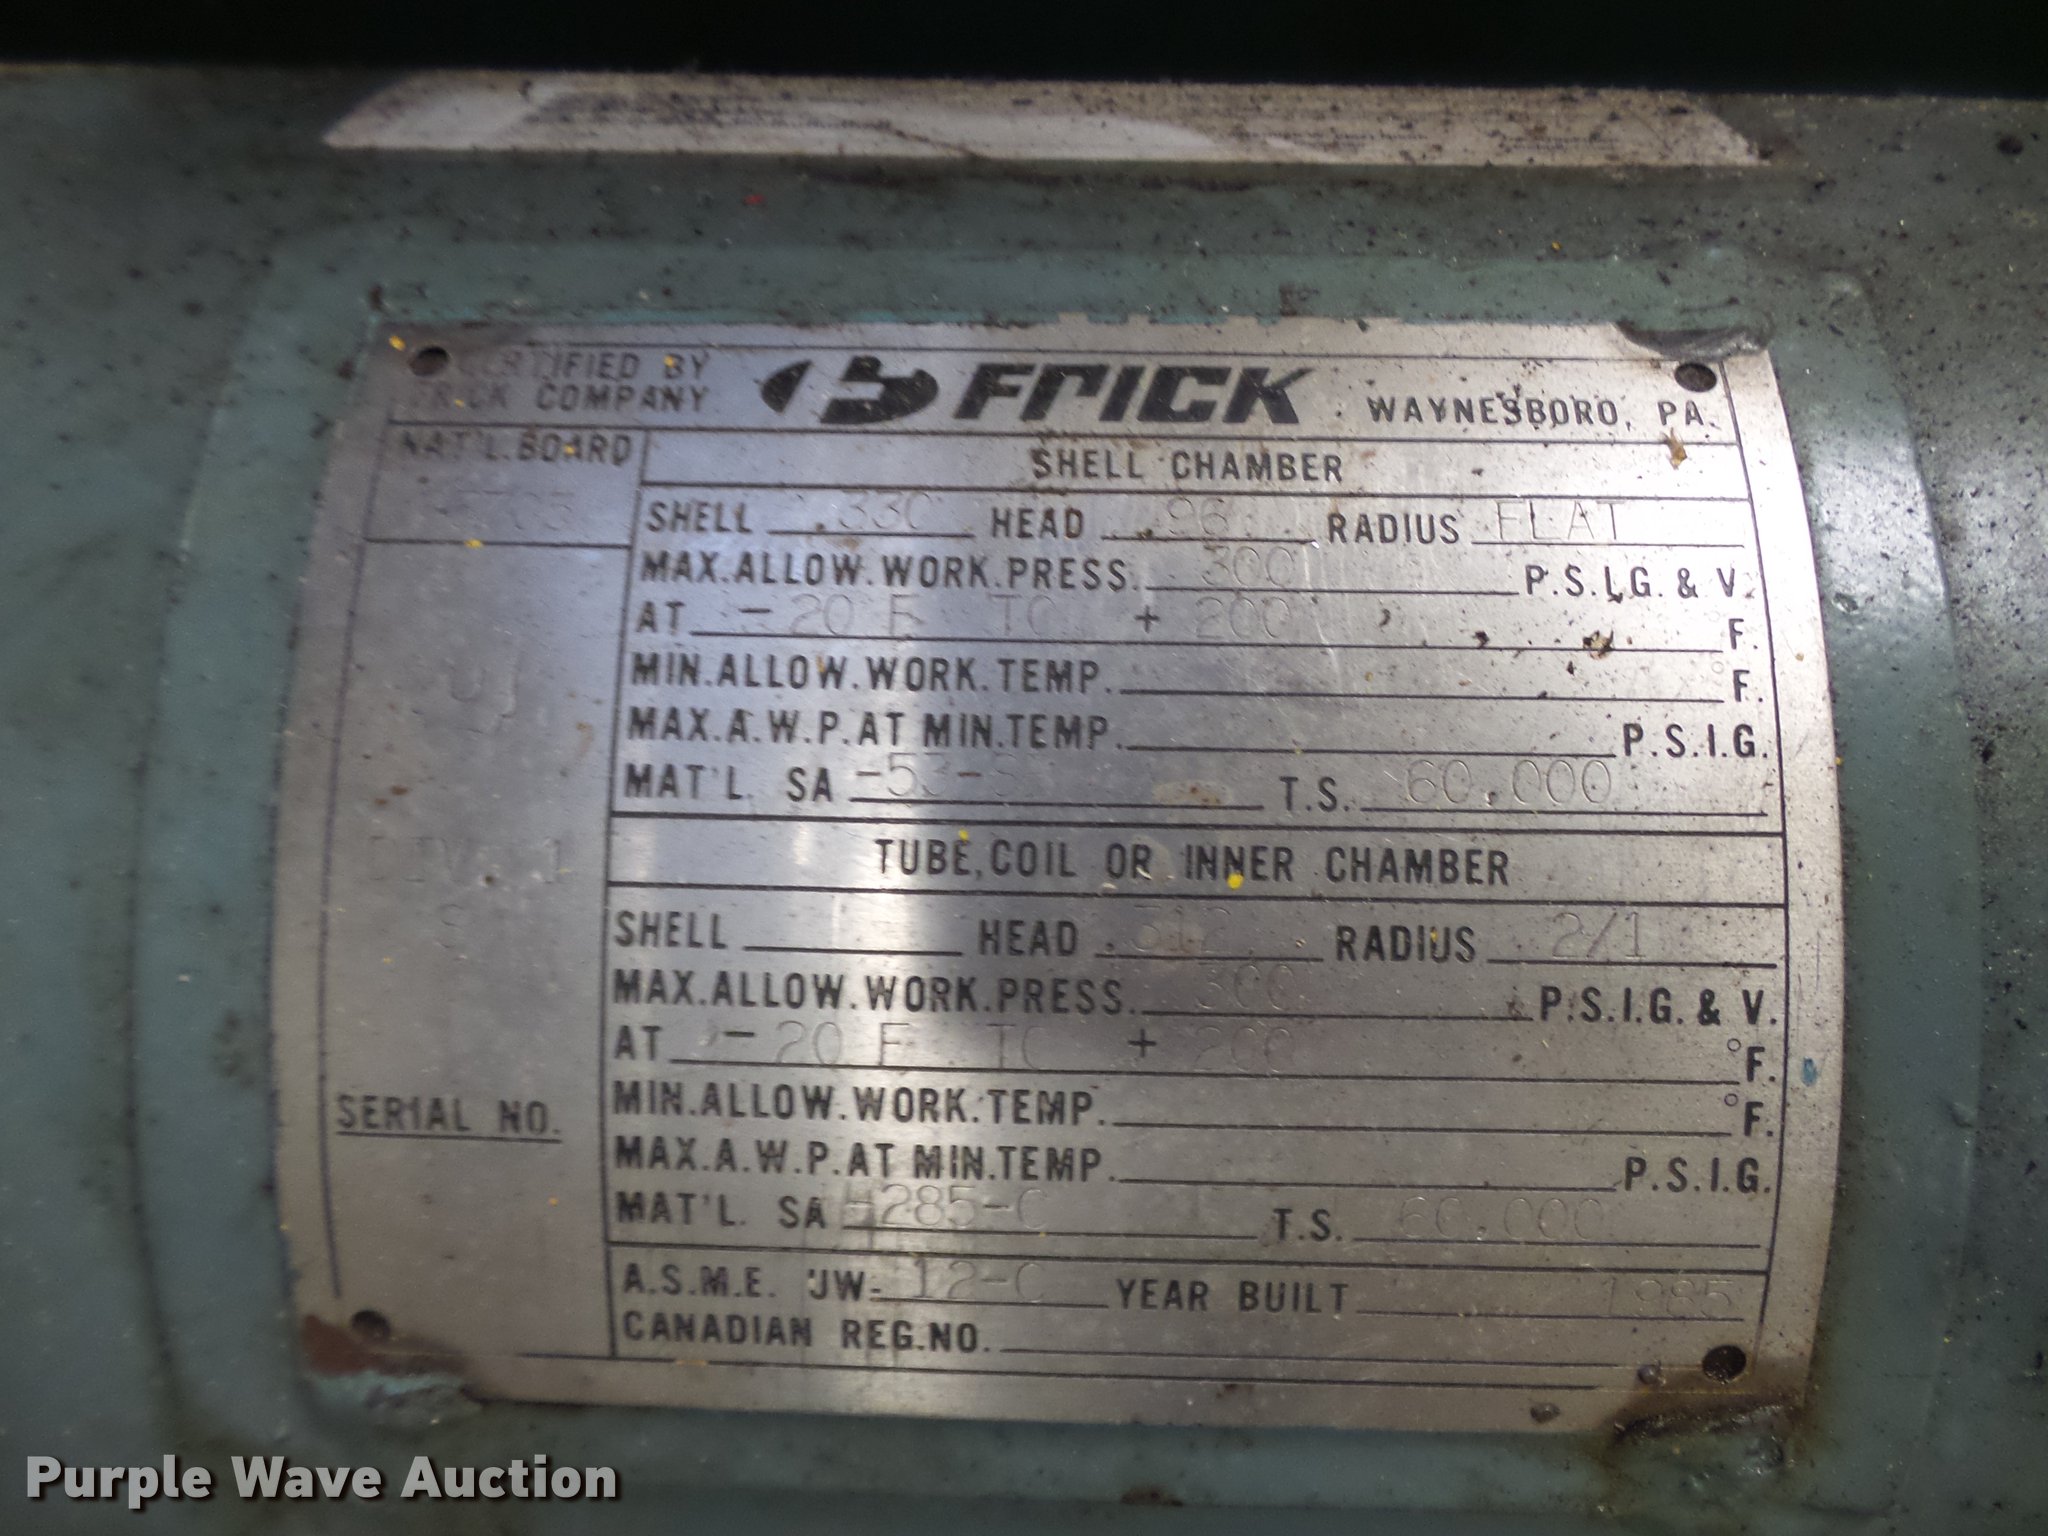 CERTIFIED BY
FRICK COMPANY
FRICK
WAYNESBORO, PA.
NAT'L. BOARD
SHELL CHAMBER
SHELL .330 HEAD .96 RADIUS FLAT
MAX. ALLOW. WORK. PRESS. 300 P.S.I.G. & V.
AT -20 F TO + 200 °F.
MIN. ALLOW. WORK. TEMP. °F.
MAX. A.W.P. AT MIN. TEMP. P.S.I.G.
MAT'L. SA T.S. 60.000
DIV. 1
TUBE, COIL OR INNER CHAMBER
SHELL HEAD .312 RADIUS 2/1
MAX. ALLOW. WORK. PRESS. 300 P.S.I.G. & V.
AT -20 F TO + 200 °F.
MIN. ALLOW. WORK. TEMP. °F.
SERIAL NO.
MAX. A.W.P. AT MIN. TEMP. P.S.I.G.
MAT'L. SA 285-C T.S. 60.000
A.S.M.E. UW- 12-C YEAR BUILT 1985
CANADIAN REG. NO.
Purple Wave Auction